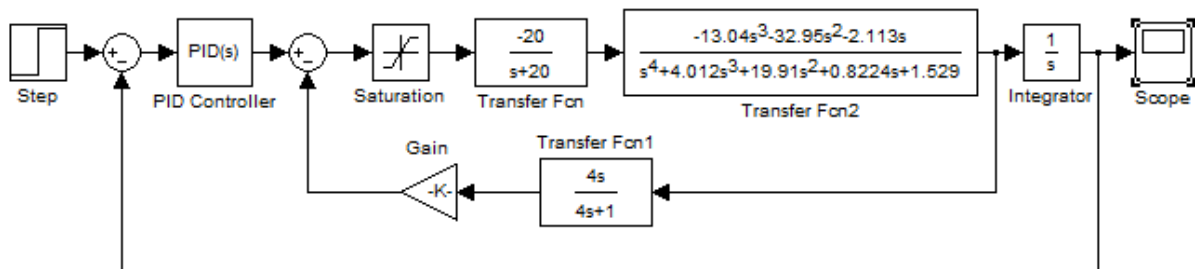 Step
+
−
PID(s)
PID Controller
+
−
Saturation
-20
s+20
Transfer Fcn
-13.04s³-32.95s²-2.113s
s⁴+4.012s³+19.91s²+0.8224s+1.529
Transfer Fcn2
1
s
Integrator
Scope
Gain
-K-
Transfer Fcn1
4s
4s+1